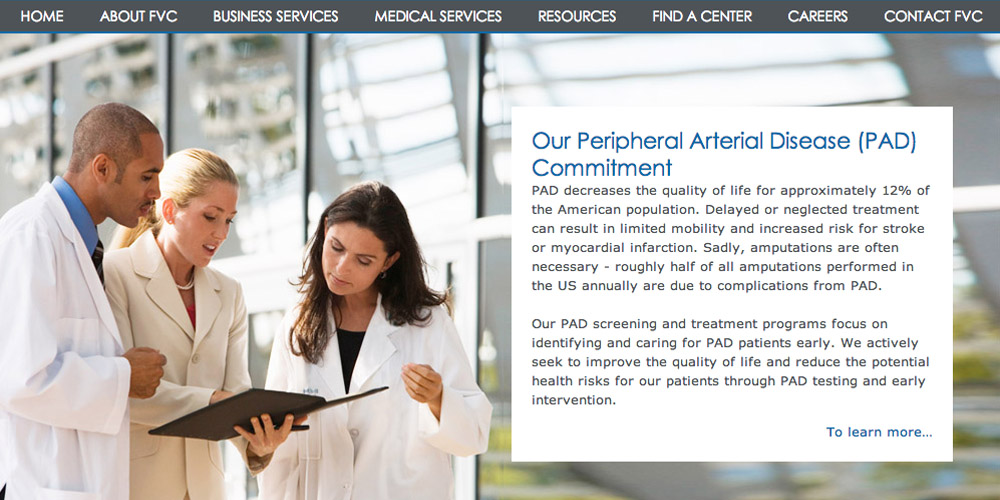 HOME ABOUT FVC BUSINESS SERVICES MEDICAL SERVICES RESOURCES FIND A CENTER CAREERS CONTACT FVC
Our Peripheral Arterial Disease (PAD)
Commitment
PAD decreases the quality of life for approximately 12% of
the American population. Delayed or neglected treatment
can result in limited mobility and increased risk for stroke
or myocardial infarction. Sadly, amputations are often
necessary - roughly half of all amputations performed in
the US annually are due to complications from PAD.
Our PAD screening and treatment programs focus on
identifying and caring for PAD patients early. We actively
seek to improve the quality of life and reduce the potential
health risks for our patients through PAD testing and early
intervention.
To learn more...